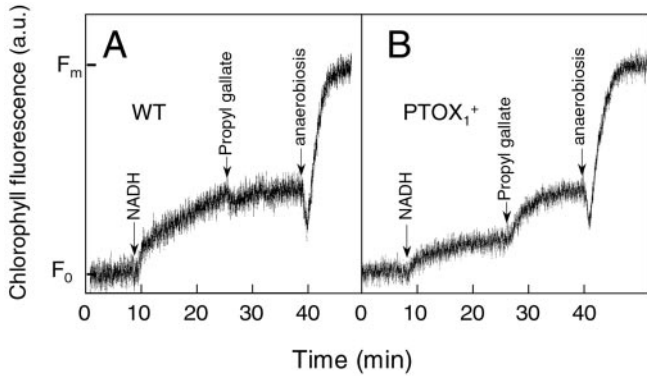 Chlorophyll fluorescence (a.u.)
Fm
F0
A
WT
NADH
Propyl gallate
anaerobiosis
B
PTOX1+
NADH
Propyl gallate
anaerobiosis
0 10 20 30 40 0 10 20 30 40
Time (min)